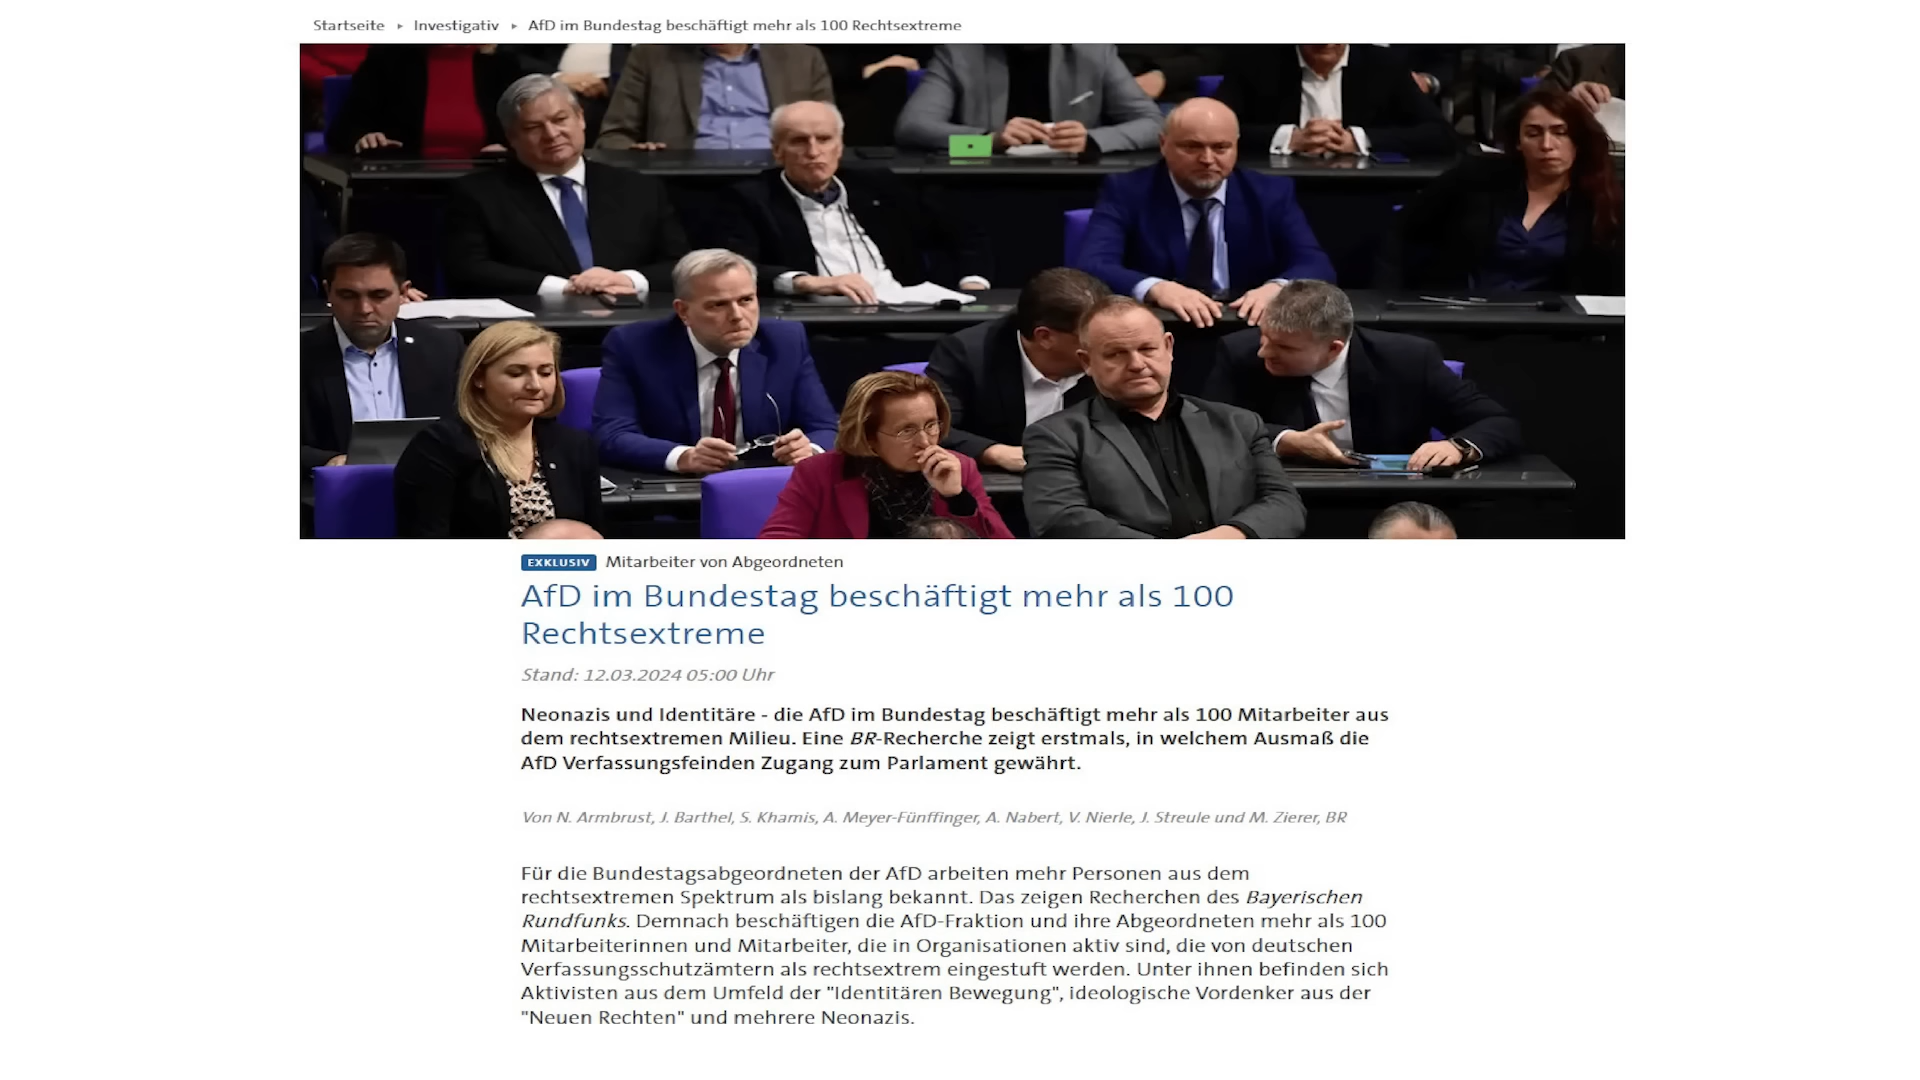 Startseite ▸ Investigativ ▸ AfD im Bundestag beschäftigt mehr als 100 Rechtsextreme
EXKLUSIV Mitarbeiter von Abgeordneten
AfD im Bundestag beschäftigt mehr als 100
Rechtsextreme
Stand: 12.03.2024 05:00 Uhr
Neonazis und Identitäre - die AfD im Bundestag beschäftigt mehr als 100 Mitarbeiter aus
dem rechtsextremen Milieu. Eine BR-Recherche zeigt erstmals, in welchem Ausmaß die
AfD Verfassungsfeinden Zugang zum Parlament gewährt.
Von N. Armbrust, J. Barthel, S. Khamis, A. Meyer-Fünffinger, A. Nabert, V. Nierle, J. Streule und M. Zierer, BR
Für die Bundestagsabgeordneten der AfD arbeiten mehr Personen aus dem
rechtsextremen Spektrum als bislang bekannt. Das zeigen Recherchen des Bayerischen
Rundfunks. Demnach beschäftigen die AfD-Fraktion und ihre Abgeordneten mehr als 100
Mitarbeiterinnen und Mitarbeiter, die in Organisationen aktiv sind, die von deutschen
Verfassungsschutzämtern als rechtsextrem eingestuft werden. Unter ihnen befinden sich
Aktivisten aus dem Umfeld der "Identitären Bewegung", ideologische Vordenker aus der
"Neuen Rechten" und mehrere Neonazis.